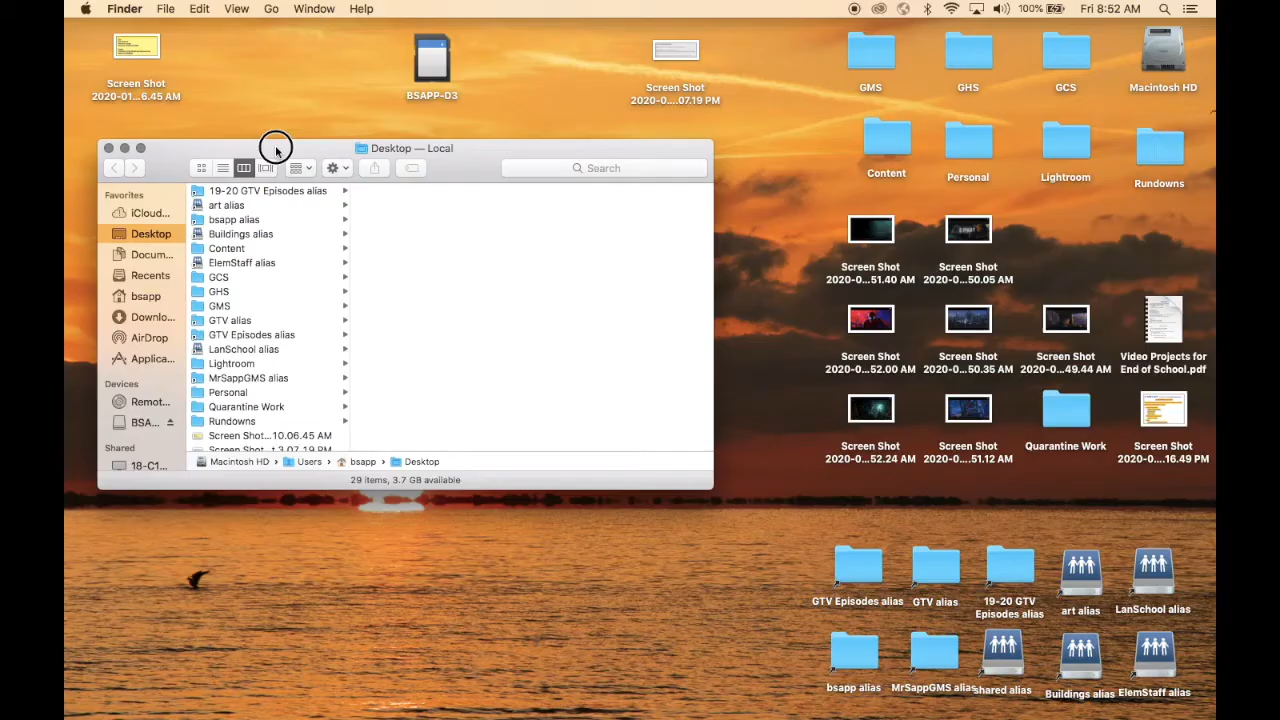 Finder File Edit View Go Window Help
100% Fri 8:52 AM
Screen Shot
2020-01...6.45 AM
BSAPP-D3
Screen Shot
2020-0....07.19 PM
GMS
GHS
GCS
Macintosh HD
Content
Personal
Lightroom
Rundowns
Screen Shot
2020-0....51.40 AM
Screen Shot
2020-0....50.05 AM
Screen Shot
2020-0....52.00 AM
Screen Shot
2020-0....50.35 AM
Screen Shot
2020-0....49.44 AM
Video Projects for
End of School.pdf
Screen Shot
2020-0....52.24 AM
Screen Shot
2020-0....51.12 AM
Quarantine Work
Screen Shot
2020-0....16.49 PM
Desktop — Local
Search
Favorites
iCloud...
Desktop
Docum...
Recents
bsapp
Downlo...
AirDrop
Applica...
Devices
Remot...
BSA...
Shared
18-C1...
19-20 GTV Episodes alias
art alias
bsapp alias
Buildings alias
Content
ElemStaff alias
GCS
GHS
GMS
GTV alias
GTV Episodes alias
LanSchool alias
Lightroom
MrSappGMS alias
Personal
Quarantine Work
Rundowns
Screen Shot...10.06.45 AM
Screen Shot...t 3.07.19 PM
Macintosh HD › Users › bsapp › Desktop
29 items, 3.7 GB available
GTV Episodes alias
GTV alias
19-20 GTV
Episodes alias
art alias
LanSchool alias
bsapp alias
MrSappGMS alias
shared alias
Buildings alias
ElemStaff alias